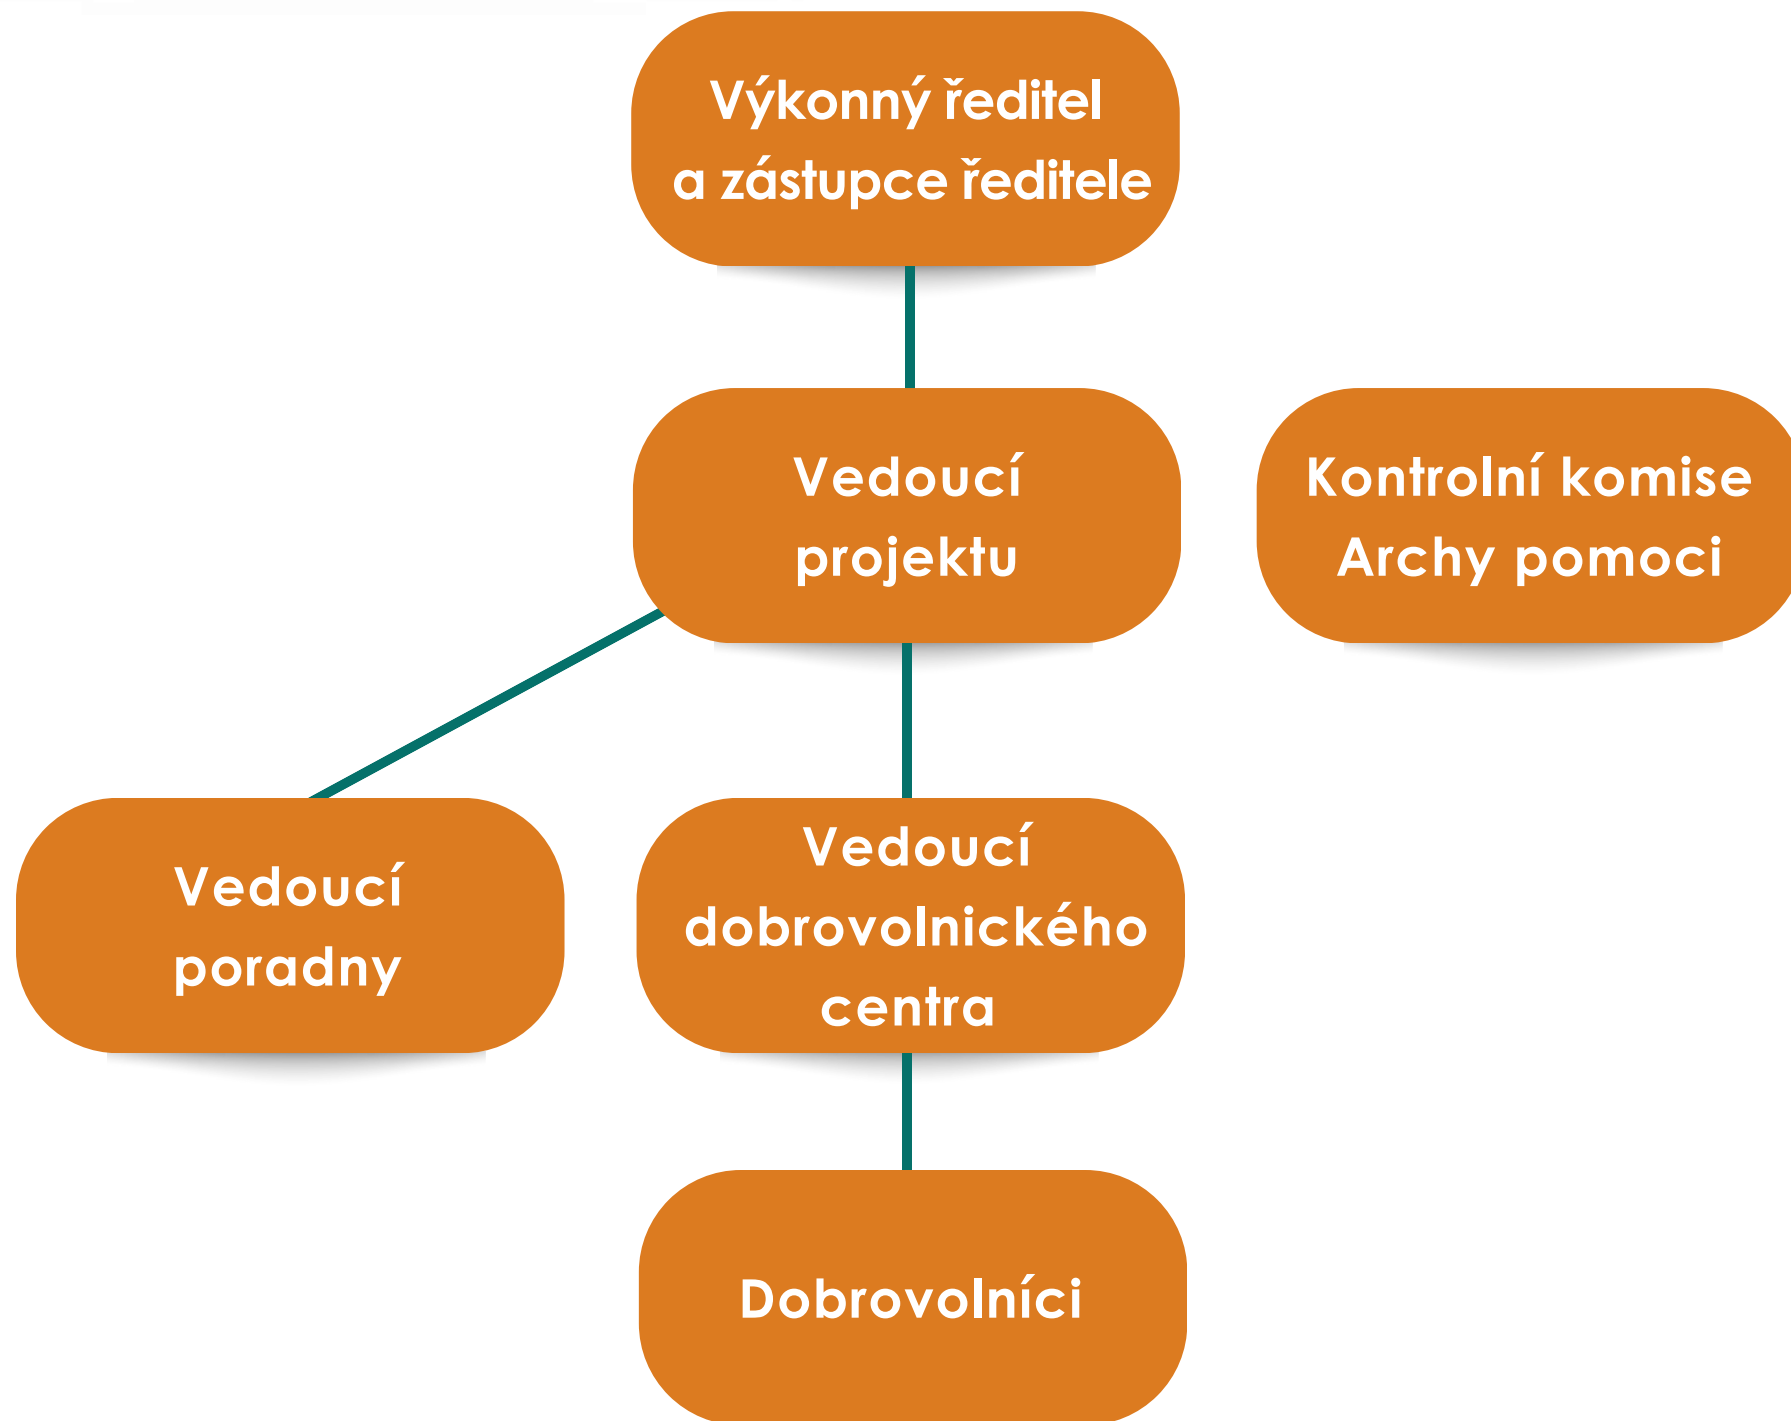 Výkonný ředitel
a zástupce ředitele
Vedoucí
projektu
Kontrolní komise
Archy pomoci
Vedoucí
poradny
Vedoucí
dobrovolnického
centra
Dobrovolníci